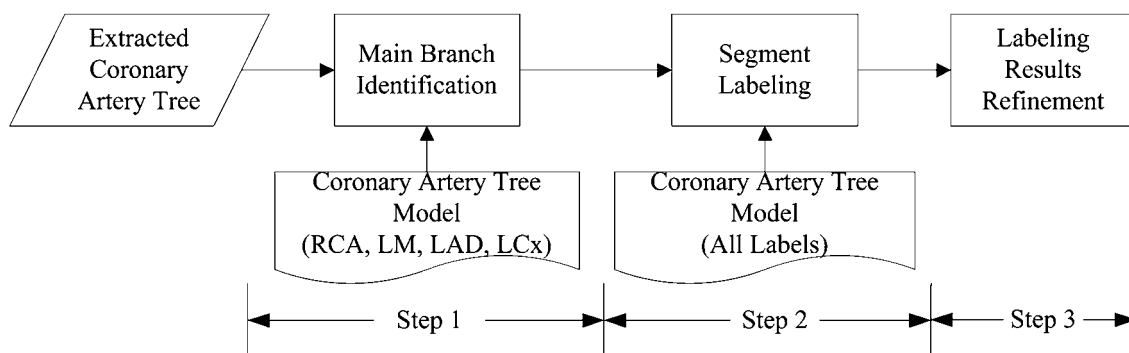 Extracted
Coronary
Artery Tree
Main Branch
Identification
Segment
Labeling
Labeling
Results
Refinement
Coronary Artery Tree
Model
(RCA, LM, LAD, LCx)
Coronary Artery Tree
Model
(All Labels)
Step 1
Step 2
Step 3